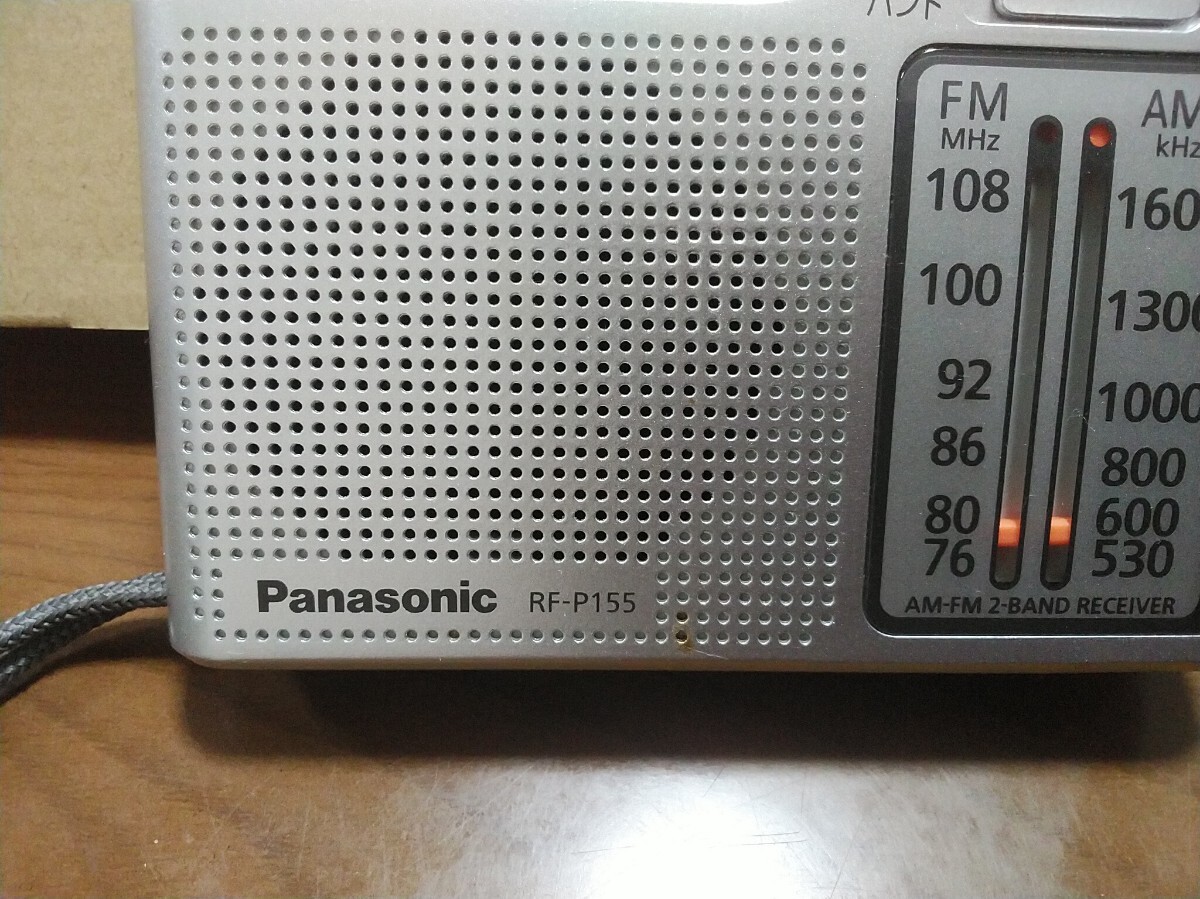 バンド
FM AM
MHz kHz
108 160
100 1300
92 1000
86 800
80 600
76 530
AM-FM 2-BAND RECEIVER
Panasonic RF-P155